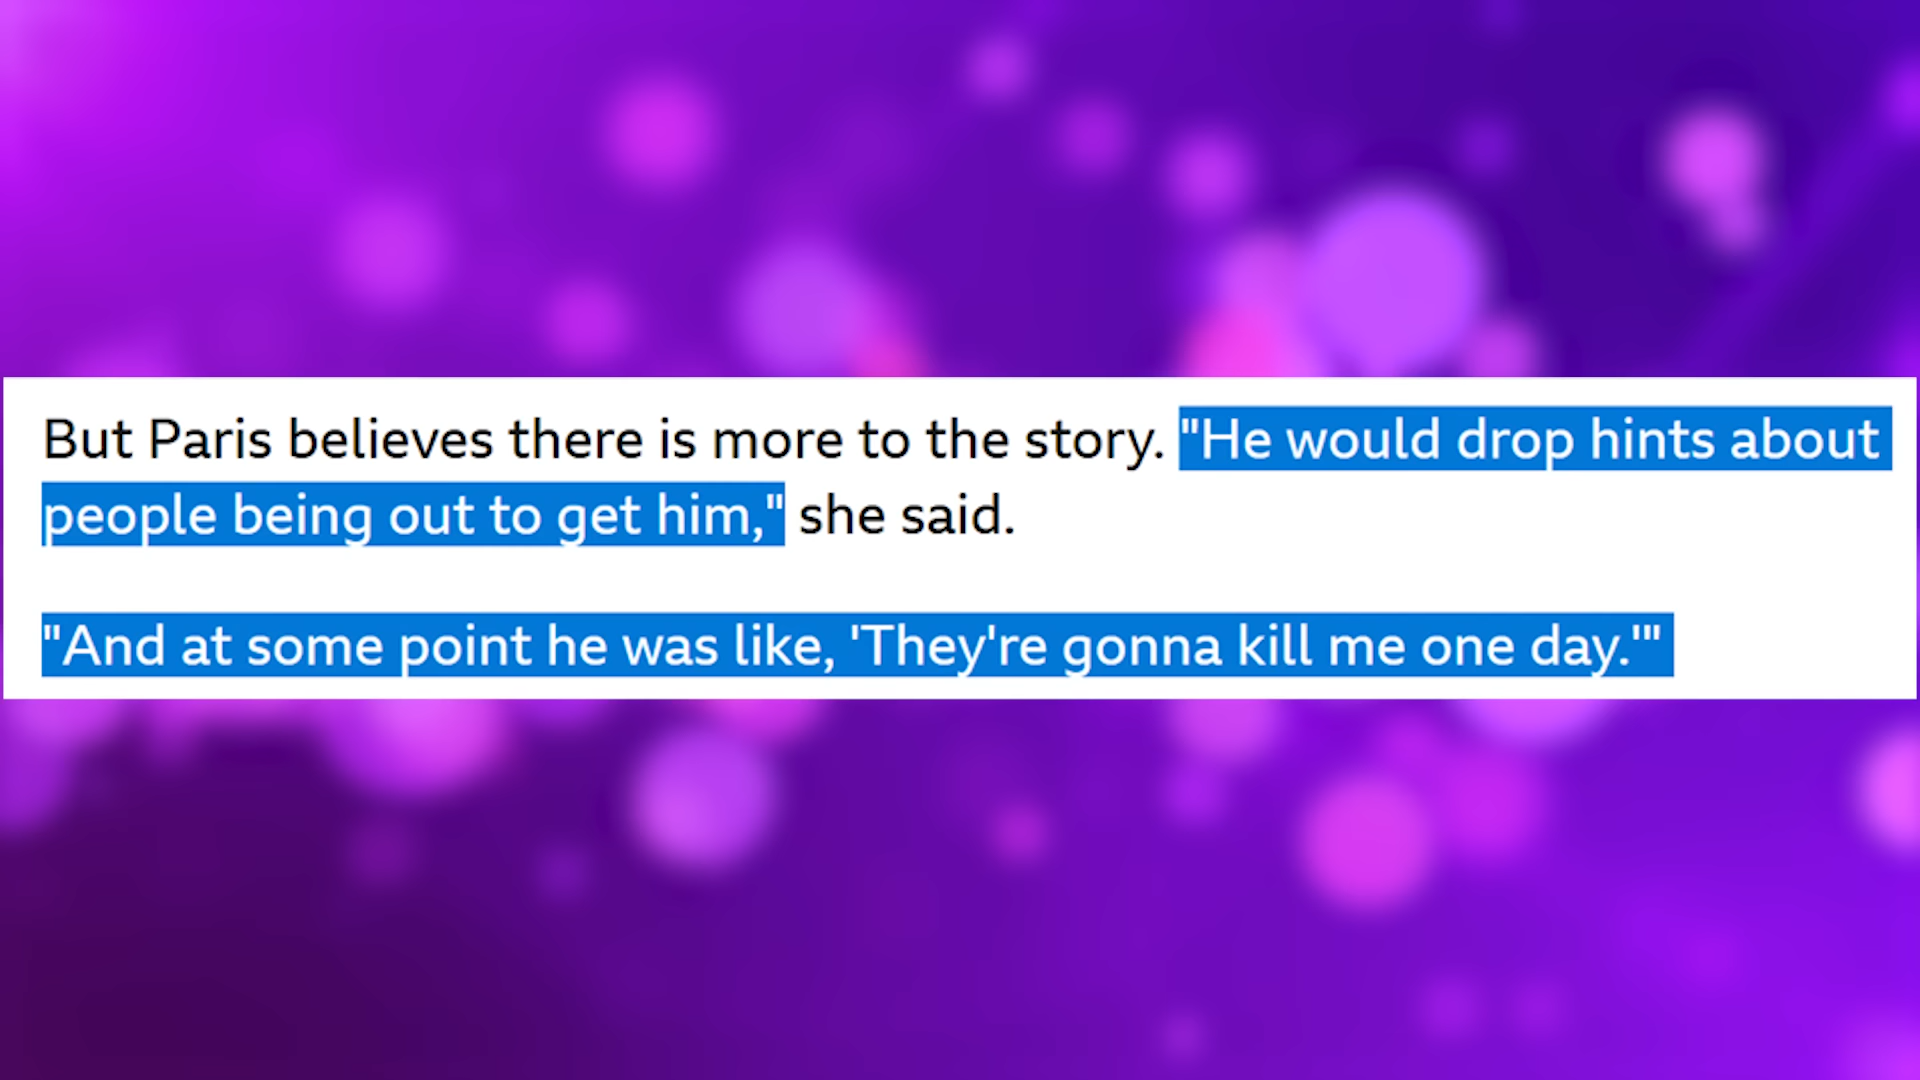 But Paris believes there is more to the story. "He would drop hints about
people being out to get him," she said.
"And at some point he was like, 'They're gonna kill me one day.'"